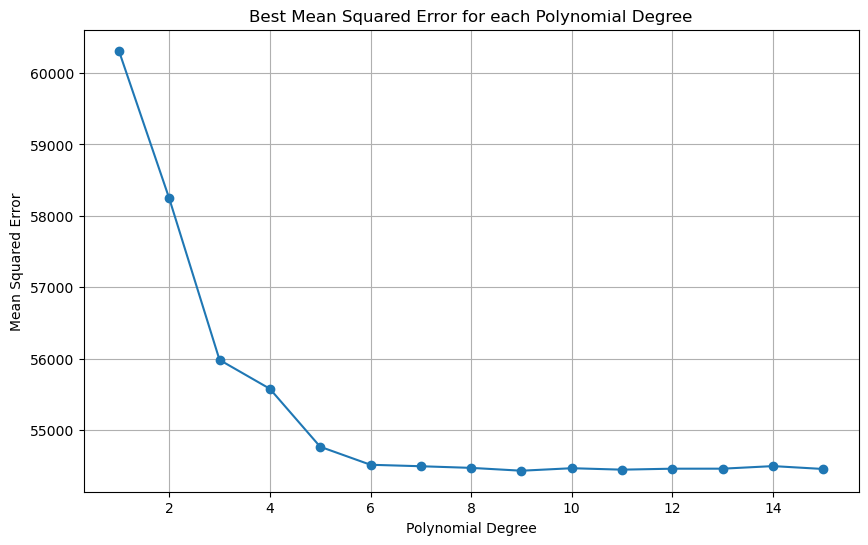 Best Mean Squared Error for each Polynomial Degree
Mean Squared Error
60000
59000
58000
57000
56000
55000
2 4 6 8 10 12 14
Polynomial Degree